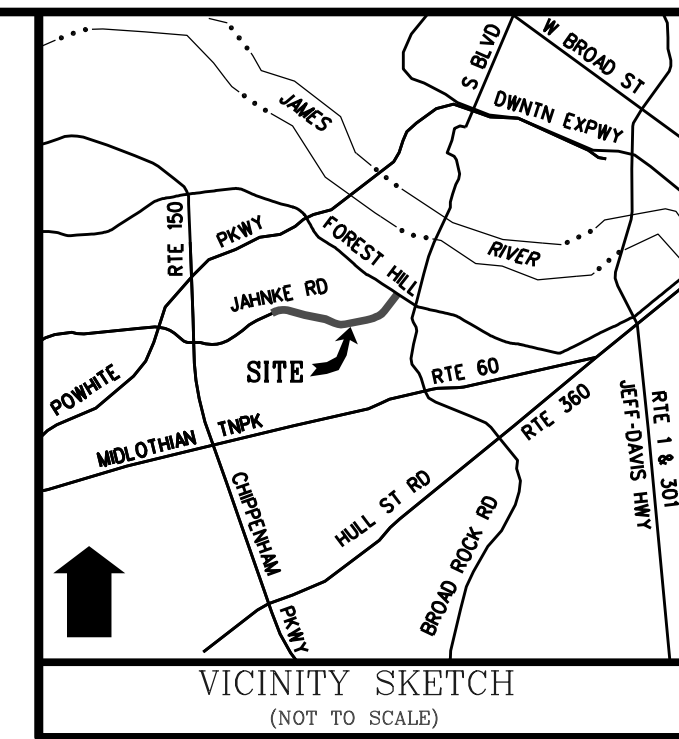 W BROAD ST
S BLVD
DWNTN EXPWY
JAMES
RIVER
RTE 150
PKWY
FOREST HILL
JAHNKE RD
SITE
POWHITE
RTE 60
RTE 360
MIDLOTHIAN TNPK
JEFF-DAVIS HWY
RTE 1 & 301
CHIPPENHAM
PKWY
HULL ST RD
BROAD ROCK RD
VICINITY SKETCH
(NOT TO SCALE)